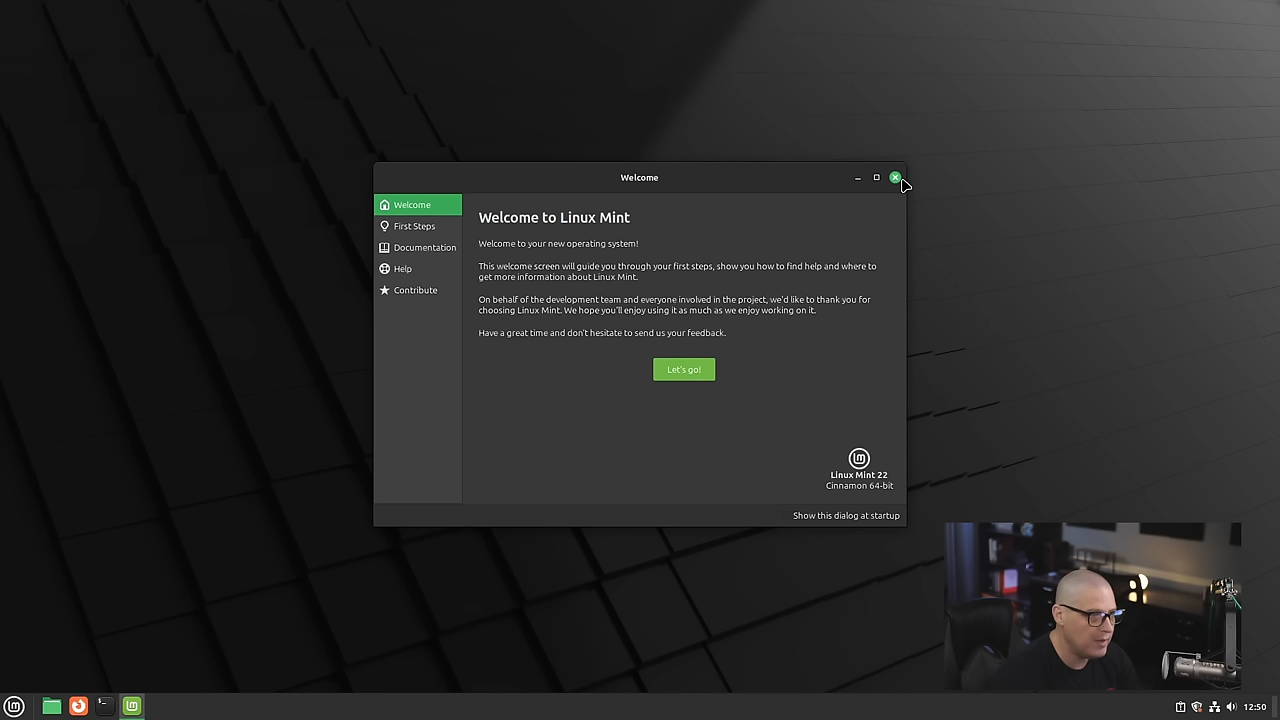 Welcome
Welcome
First Steps
Documentation
Help
Contribute
Welcome to Linux Mint
Welcome to your new operating system!
This welcome screen will guide you through your first steps, show you how to find help and where to
get more information about Linux Mint.
On behalf of the development team and everyone involved in the project, we'd like to thank you for
choosing Linux Mint. We hope you'll enjoy using it as much as we enjoy working on it.
Have a great time and don't hesitate to send us your feedback.
Let's go!
Linux Mint 22
Cinnamon 64-bit
Show this dialog at startup
12:50